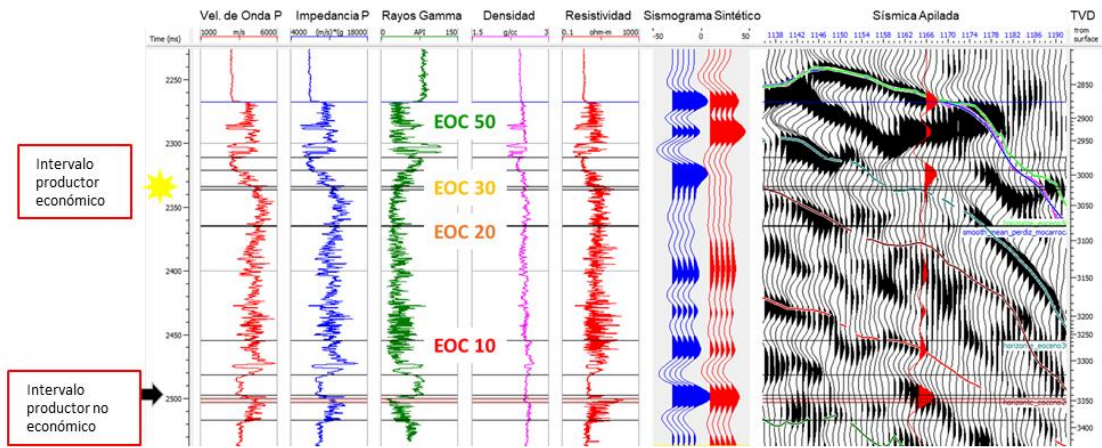 Vel. de Onda P Impedancia P Rayos Gamma Densidad Resistividad Sismograma Sintético Sísmica Apilada TVD
Time (ms) 1000 m/s 6000 4000 (m/s)*(g 18000 0 API 150 1.5 g/cc 3 0.1 ohm-m 1000 -50 0 50 1138 1142 1146 1150 1154 1158 1162 1166 1170 1174 1178 1182 1186 1190 from surface
2250
2850
2900
EOC 50
2950
2300
Intervalo
productor
económico
3000
EOC 30
3050
2350
EOC 20
smooth_mean_perdiz_mocarroc
3100
3150
2400
3200
3250
2450
EOC 10
horizonte_eoceno3
3300
Intervalo
productor no
económico
2500
horizonte_eoceno2
3350
3400